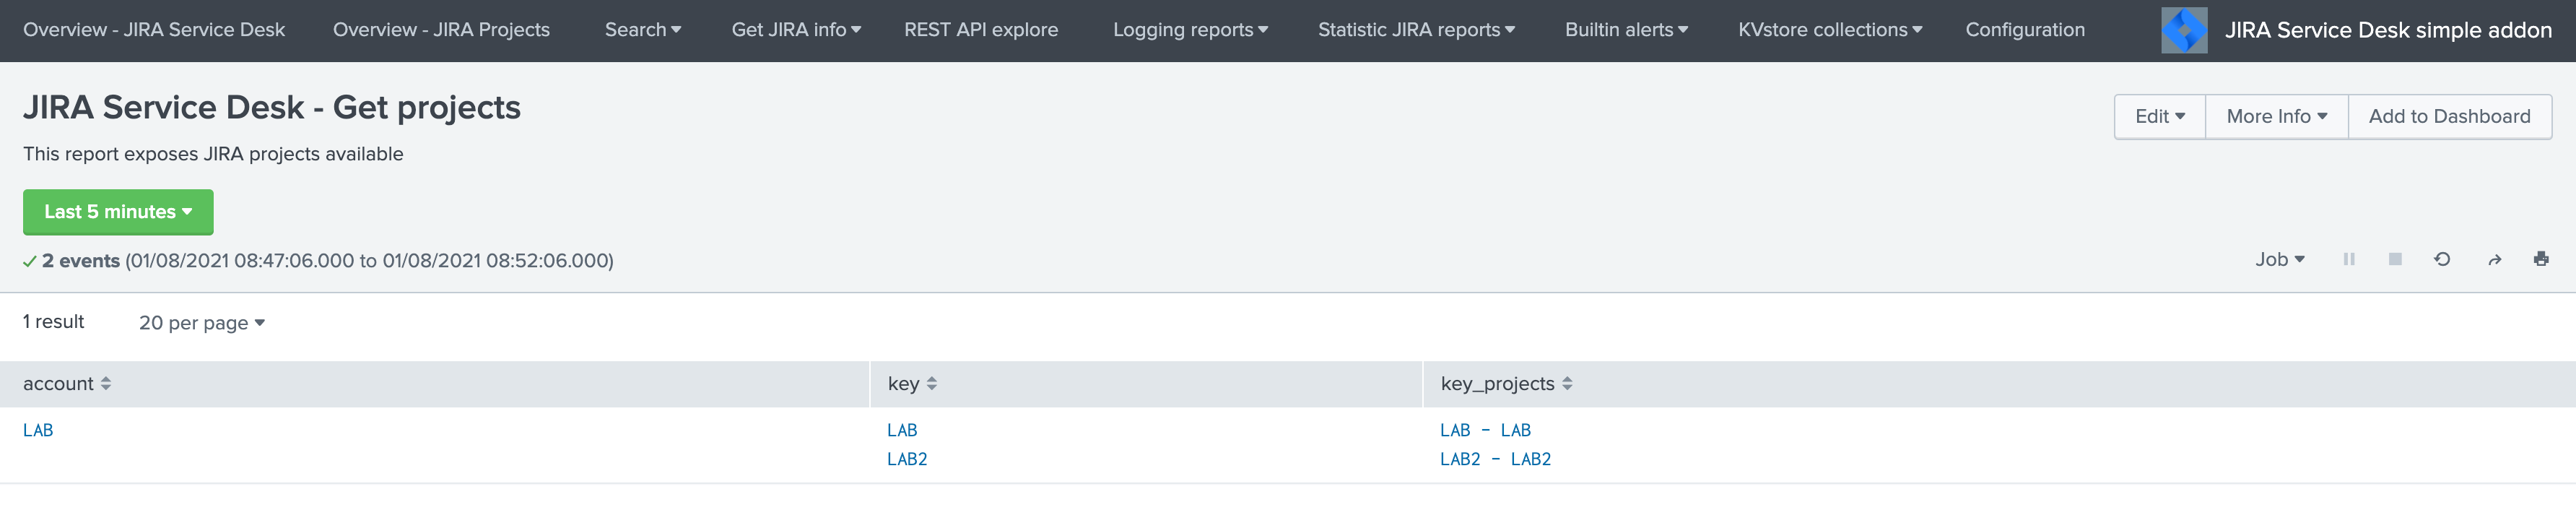 Overview - JIRA Service Desk Overview - JIRA Projects Search Get JIRA info REST API explore Logging reports Statistic JIRA reports Builtin alerts KVstore collections Configuration JIRA Service Desk simple addon
JIRA Service Desk - Get projects
Edit More Info Add to Dashboard
This report exposes JIRA projects available
Last 5 minutes
2 events (01/08/2021 08:47:06.000 to 01/08/2021 08:52:06.000) Job
1 result 20 per page
account key key_projects
LAB LAB LAB - LAB
LAB2 LAB2 - LAB2